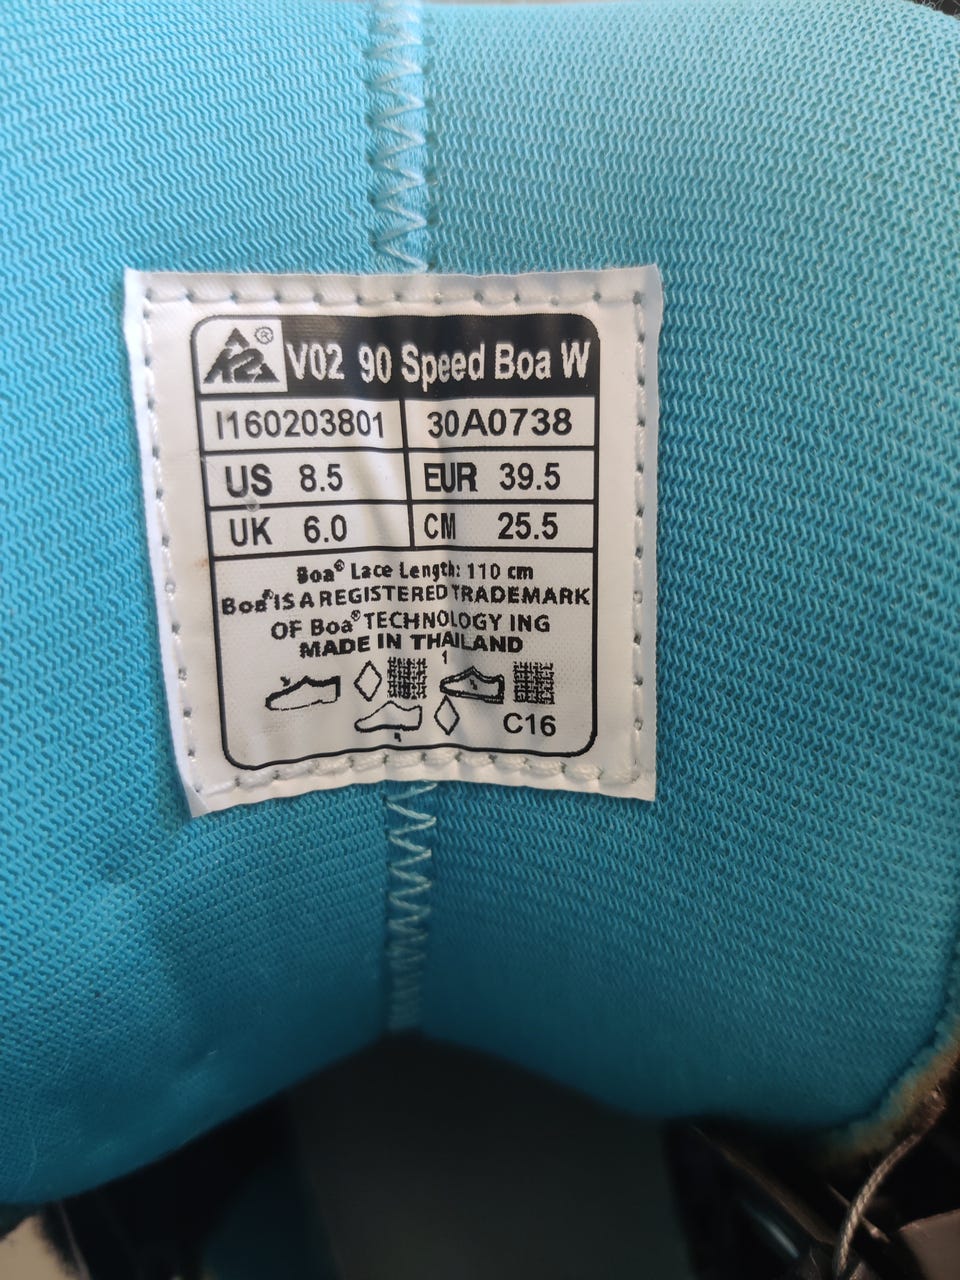 K2® V02 90 Speed Boa W
I160203801 30A0738
US 8.5 EUR 39.5
UK 6.0 CM 25.5
Boa® Lace Length: 110 cm
Boa® IS A REGISTERED TRADEMARK
OF Boa® TECHNOLOGY ING
MADE IN THAILAND
1
C16